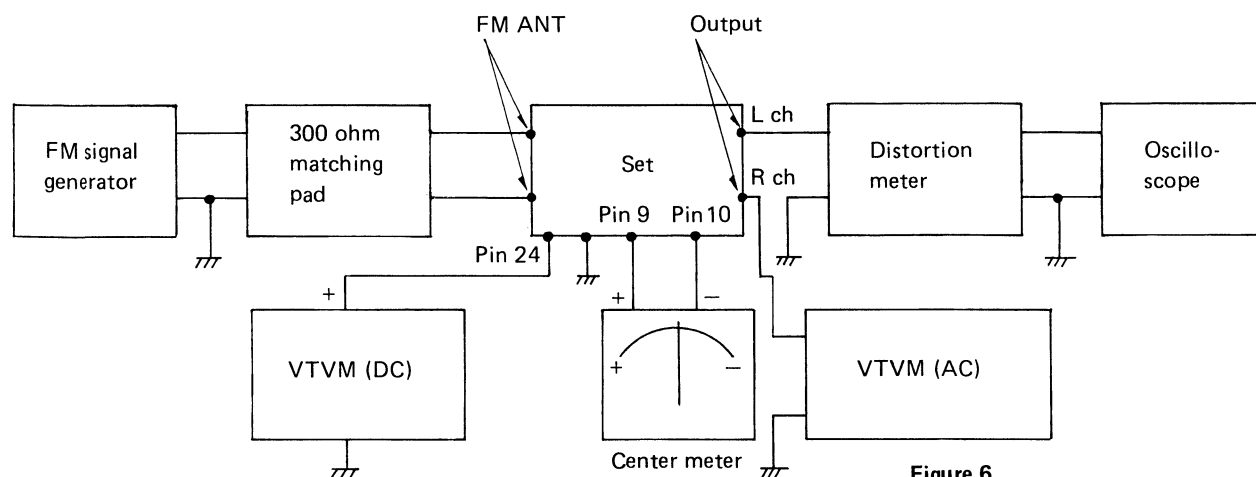 FM ANT
Output
FM signal
generator
300 ohm
matching
pad
Set
L ch
R ch
Distortion
meter
Oscillo-
scope
Pin 9
Pin 10
Pin 24
+
+
−
VTVM (DC)
+
−
Center meter
VTVM (AC)
Figure 6